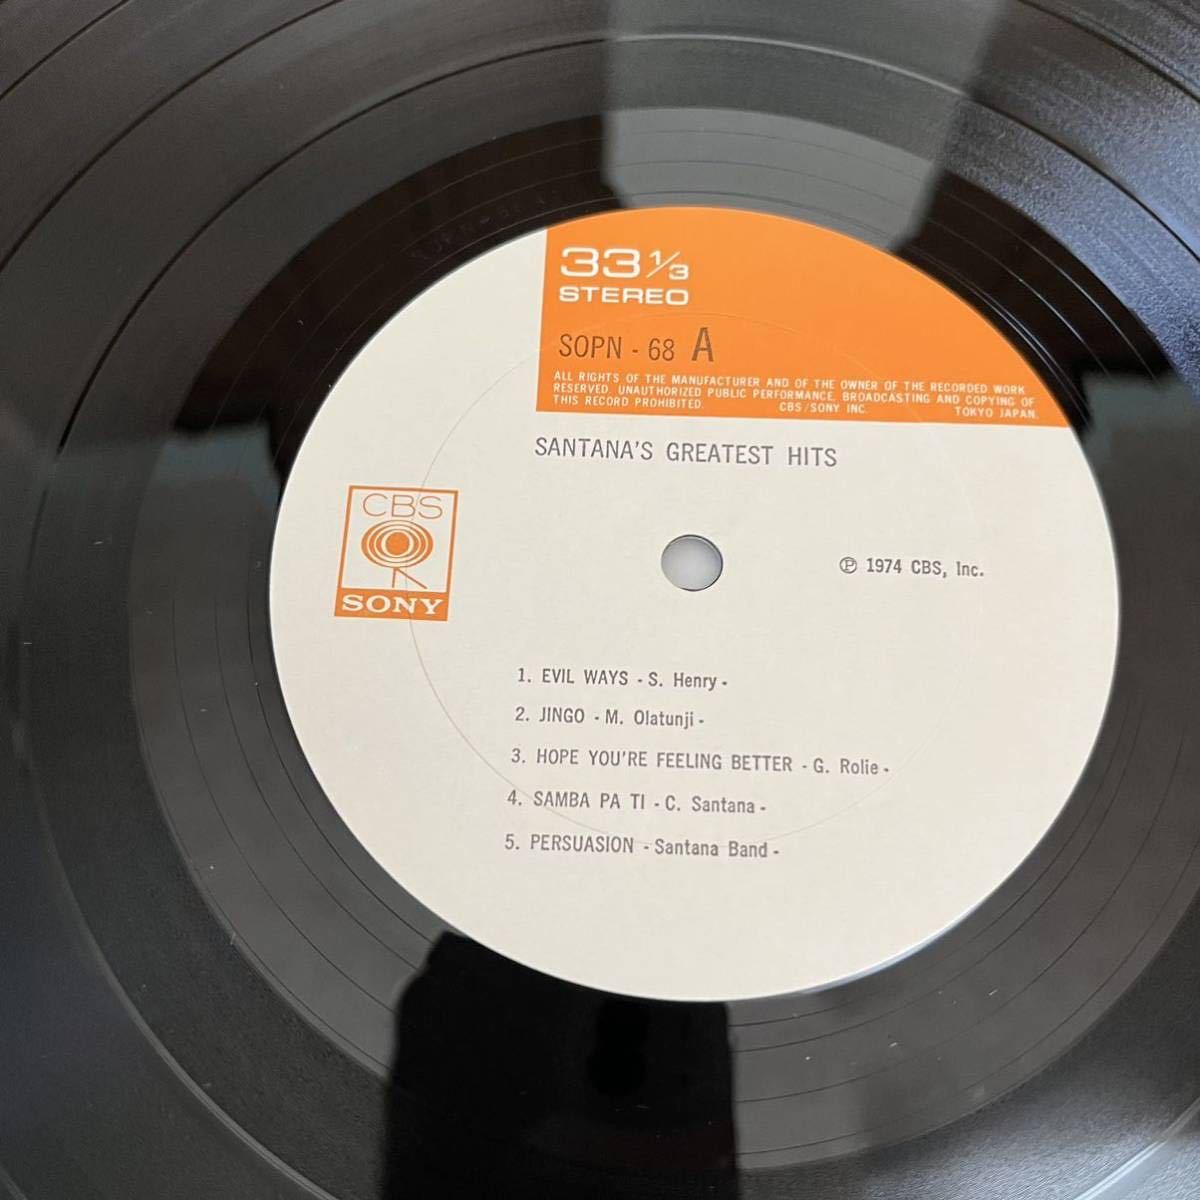 33 1/3
STEREO
SOPN - 68 A
ALL RIGHTS OF THE MANUFACTURER AND OF THE OWNER OF THE RECORDED WORK
RESERVED. UNAUTHORIZED PUBLIC PERFORMANCE, BROADCASTING AND COPYING OF
THIS RECORD PROHIBITED. CBS/SONY INC. TOKYO JAPAN.
SANTANA'S GREATEST HITS
CBS
SONY
℗ 1974 CBS, Inc.
1. EVIL WAYS - S. Henry -
2. JINGO - M. Olatunji -
3. HOPE YOU'RE FEELING BETTER - G. Rolie -
4. SAMBA PA TI - C. Santana -
5. PERSUASION - Santana Band -